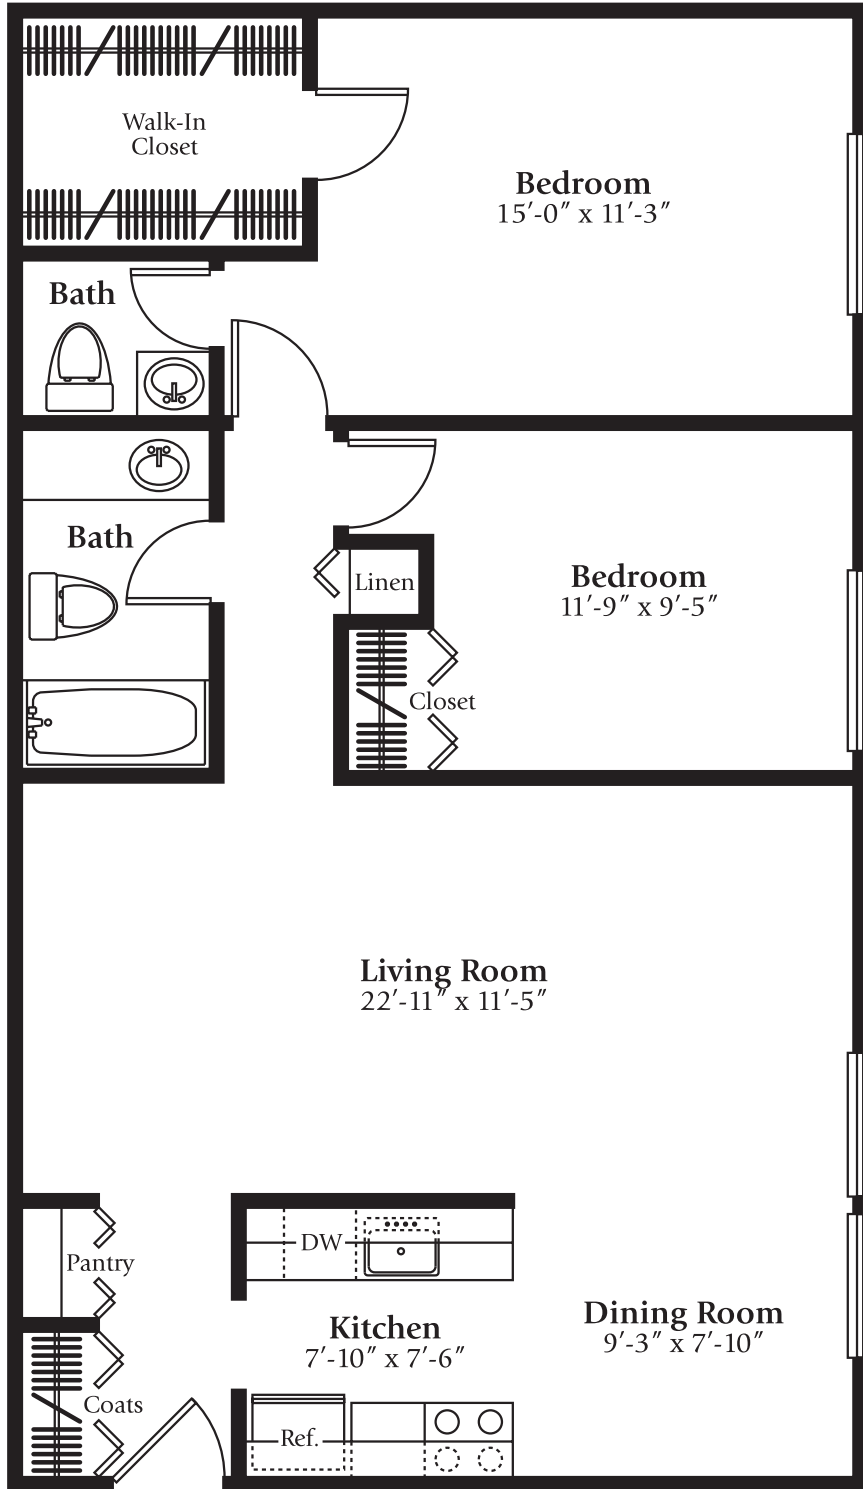 Walk-In
Closet
Bedroom
15′-0″ x 11′-3″
Bath
Bath
Linen
Bedroom
11′-9″ x 9′-5″
Closet
Living Room
22′-11″ x 11′-5″
Pantry
DW
Kitchen
7′-10″ x 7′-6″
Dining Room
9′-3″ x 7′-10″
Coats
Ref.